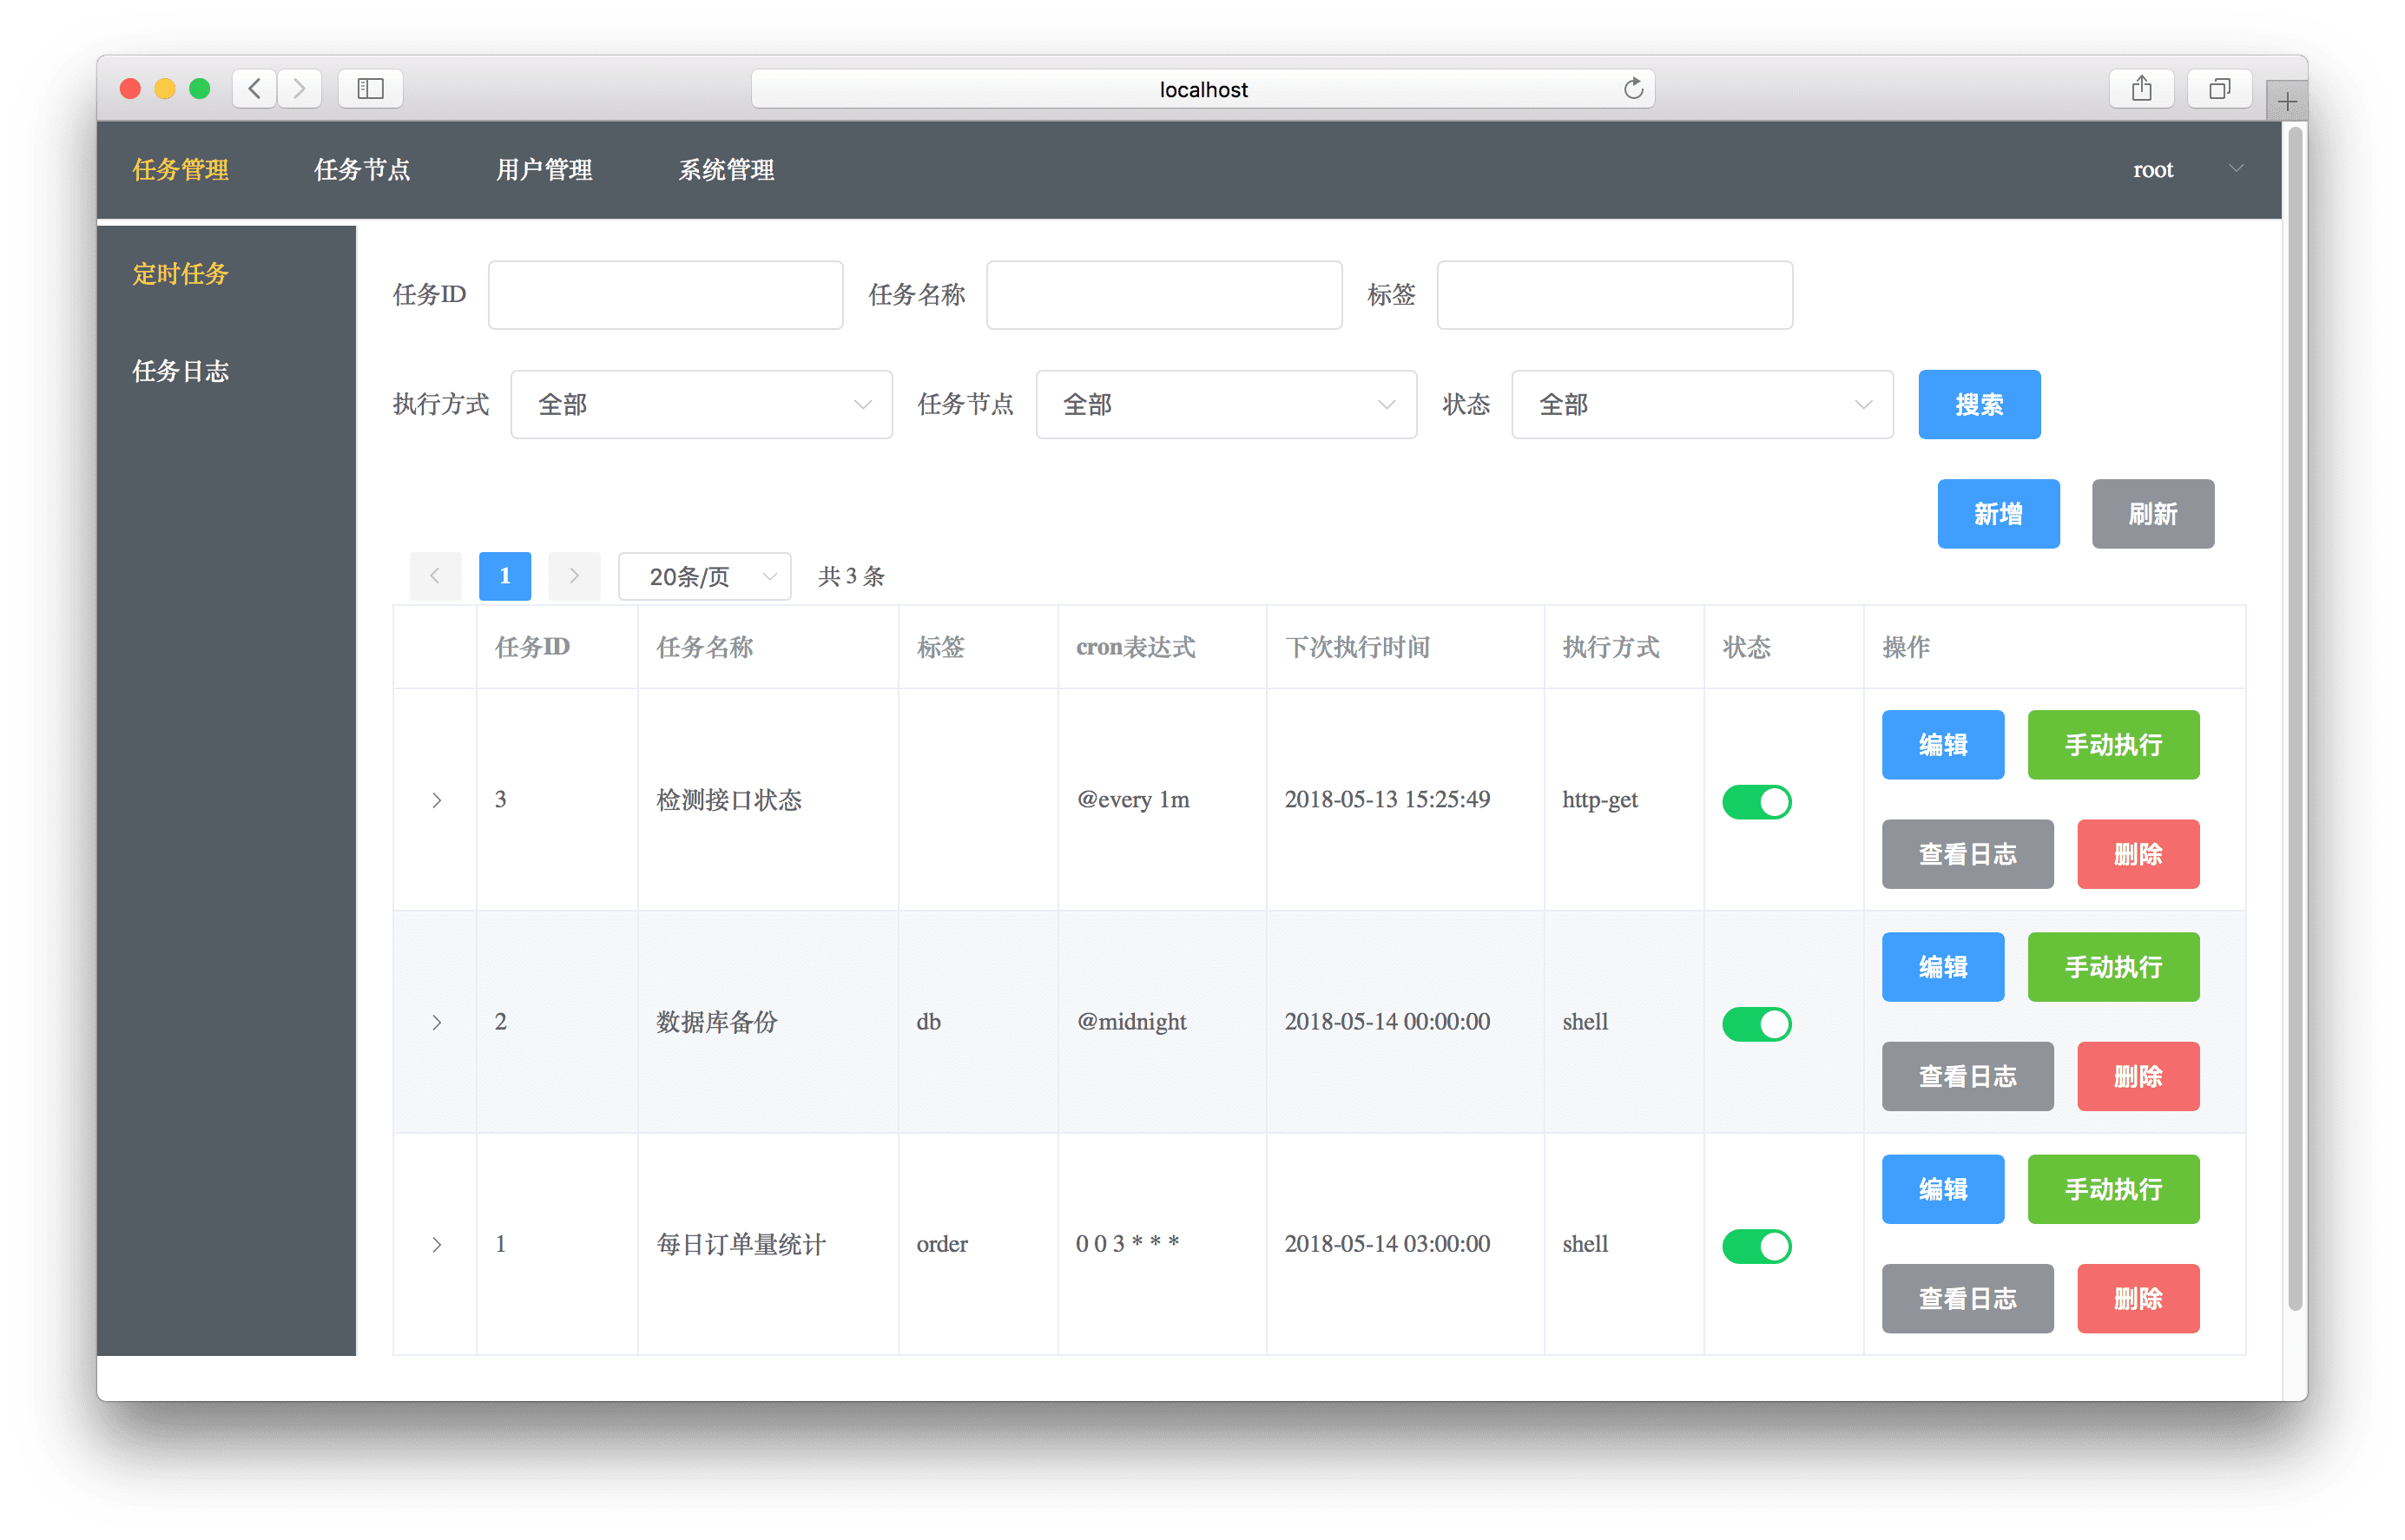 localhost
任务管理 任务节点 用户管理 系统管理 root
定时任务
任务日志
任务ID 任务名称 标签
执行方式 全部 任务节点 全部 状态 全部 搜索
新增 刷新
1 20条/页 共 3 条
任务ID 任务名称 标签 cron表达式 下次执行时间 执行方式 状态 操作
3 检测接口状态 @every 1m 2018-05-13 15:25:49 http-get 编辑 手动执行
查看日志 删除
2 数据库备份 db @midnight 2018-05-14 00:00:00 shell 编辑 手动执行
查看日志 删除
1 每日订单量统计 order 0 0 3 * * * 2018-05-14 03:00:00 shell 编辑 手动执行
查看日志 删除